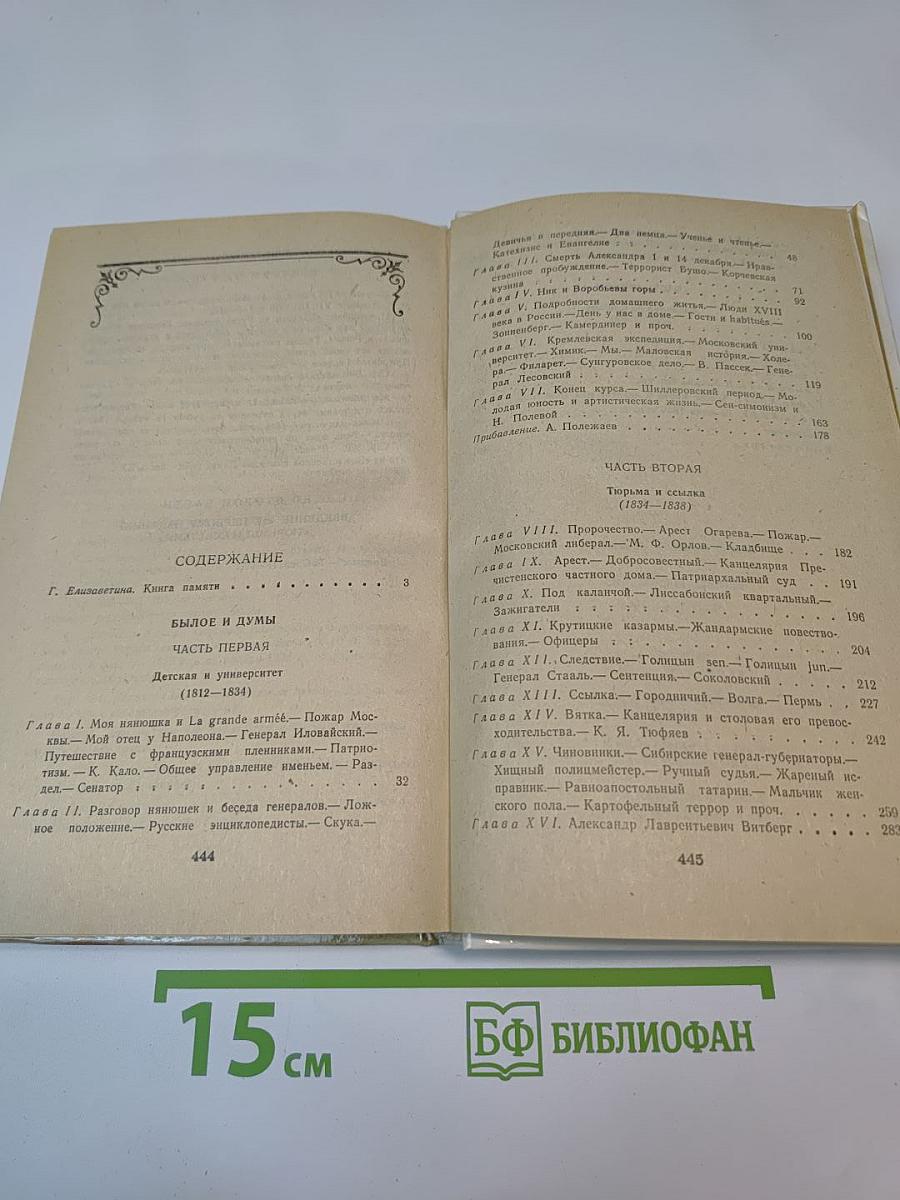 СОДЕРЖАНИЕ
Г. Елизаветина. Книга памяти . . . . . . . . . . . . 3
БЫЛОЕ И ДУМЫ
ЧАСТЬ ПЕРВАЯ
Детская и университет
(1812—1834)
Глава I. Моя нянюшка и La grande armée.— Пожар Мос-
квы.— Мой отец у Наполеона.— Генерал Иловайский.—
Путешествие с французскими пленниками.— Патрио-
тизм.— К. Кало.— Общее управление именьем.— Раз-
дел.— Сенатор . . . . . . . . . . . . 32
Глава II. Разговор нянюшек и беседа генералов.— Лож-
ное положение.— Русские энциклопедисты.— Скука.—
444
Девичья и передняя.— Два немца.— Ученье и чтенье.—
Катехизис и Евангелие . . . . . . . . . . 48
Глава III. Смерть Александра I и 14 декабря.— Нрав-
ственное пробуждение.— Террорист Бушо.— Корчевская
кузина . . . . . . . . . . . . 71
Глава IV. Ник и Воробьевы горы . . . . . . . . 92
Глава V. Подробности домашнего житья.— Люди XVIII
века в России.— День у нас в доме.— Гости и habitués.—
Зонненберг.— Камердинер и проч. . . . . . . . 100
Глава VI. Кремлевская экспедиция.— Московский уни-
верситет.— Химик.— Мы.— Маловская история.— Холе-
ра.— Филарет.— Сунгуровское дело.— В. Пассек.— Гене-
рал Лесовский . . . . . . . . . . . . 119
Глава VII. Конец курса.— Шиллеровский период.— Мо-
лодая юность и артистическая жизнь.— Сен-симонизм и
Н. Полевой . . . . . . . . . . . . 163
Прибавление. А. Полежаев . . . . . . . . . . 178
ЧАСТЬ ВТОРАЯ
Тюрьма и ссылка
(1834—1838)
Глава VIII. Пророчество.— Арест Огарева.— Пожар.—
Московский либерал.— М. Ф. Орлов.— Кладбище . . . 182
Глава IX. Арест.— Добросовестный.— Канцелярия Пре-
чистенского частного дома.— Патриархальный суд . . 191
Глава X. Под каланчой.— Лиссабонский квартальный.—
Зажигатели . . . . . . . . . . . . 196
Глава XI. Крутицкие казармы.— Жандармские повество-
вания.— Офицеры . . . . . . . . . . 204
Глава XII. Следствие.— Голицын sen.— Голицын jun.—
Генерал Стааль.— Сентенция.— Соколовский . . . . . 212
Глава XIII. Ссылка.— Городничий.— Волга.— Пермь . . 227
Глава XIV. Вятка.— Канцелярия и столовая его превос-
ходительства.— К. Я. Тюфяев . . . . . . . . . 242
Глава XV. Чиновники.— Сибирские генерал-губернаторы.—
Хищный полицмейстер.— Ручный судья.— Жареный ис-
правник.— Равноапостольный татарин.— Мальчик жен-
ского пола.— Картофельный террор и проч. . . . . . 259
Глава XVI. Александр Лаврентьевич Витберг . . . . . 283
445
15 см
БФ БИБЛИОФАН